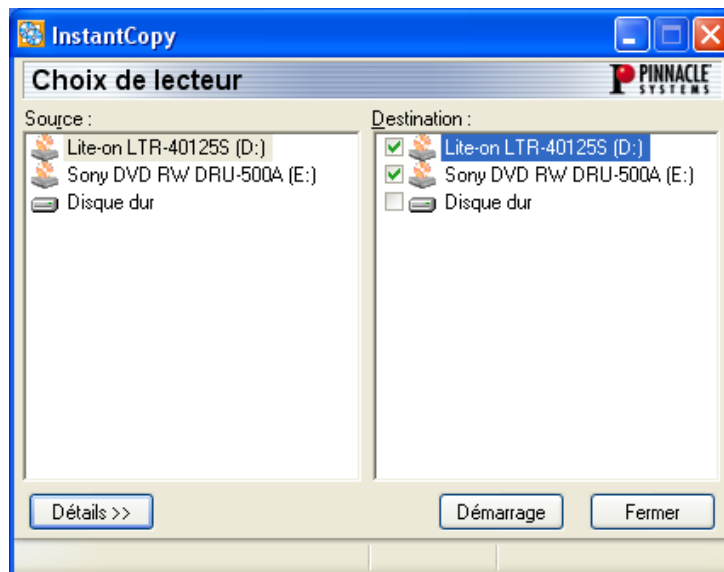 InstantCopy
Choix de lecteur
PINNACLE
SYSTEMS
Source :
Lite-on LTR-40125S (D:)
Sony DVD RW DRU-500A (E:)
Disque dur
Destination :
Lite-on LTR-40125S (D:)
Sony DVD RW DRU-500A (E:)
Disque dur
Détails >>
Démarrage
Fermer